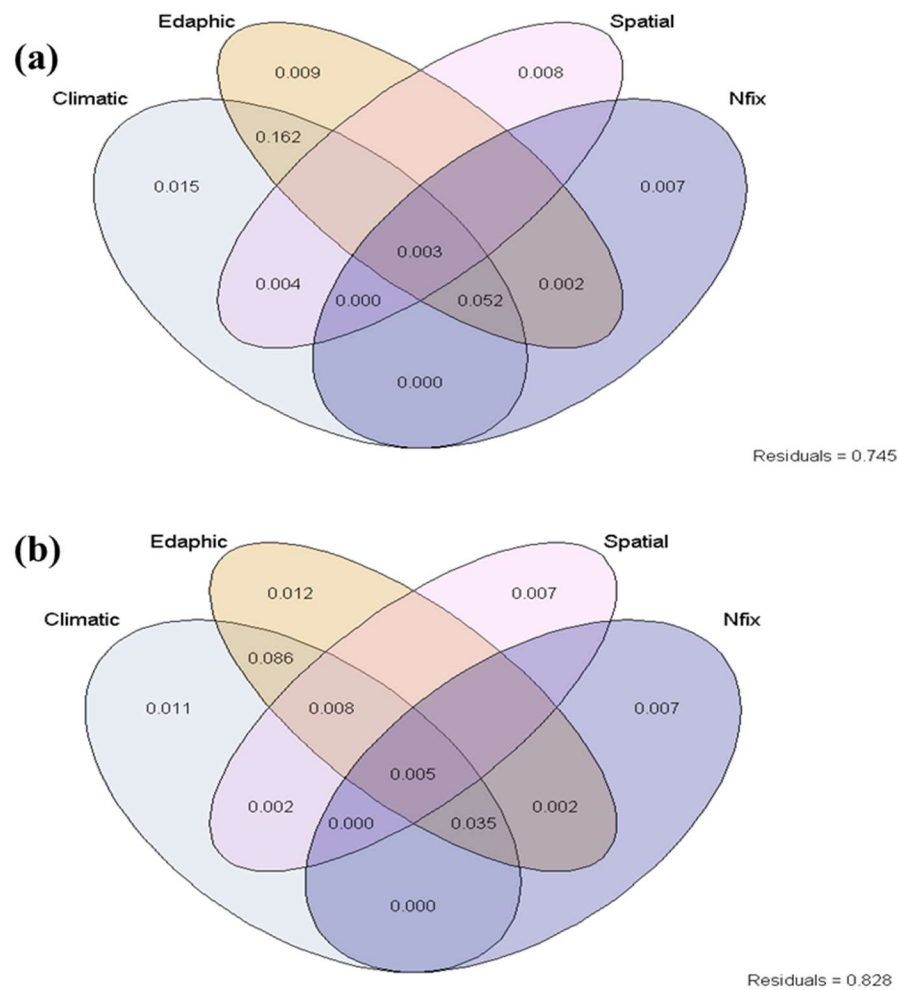 Edaphic Spatial
(a)
0.009 0.008
Climatic Nfix
0.162
0.015 0.007
0.003
0.004 0.002
0.000 0.052
0.000
Residuals = 0.745
Edaphic Spatial
(b)
0.012 0.007
Climatic Nfix
0.086
0.011 0.008 0.007
0.005
0.002 0.002
0.000 0.035
0.000
Residuals = 0.828